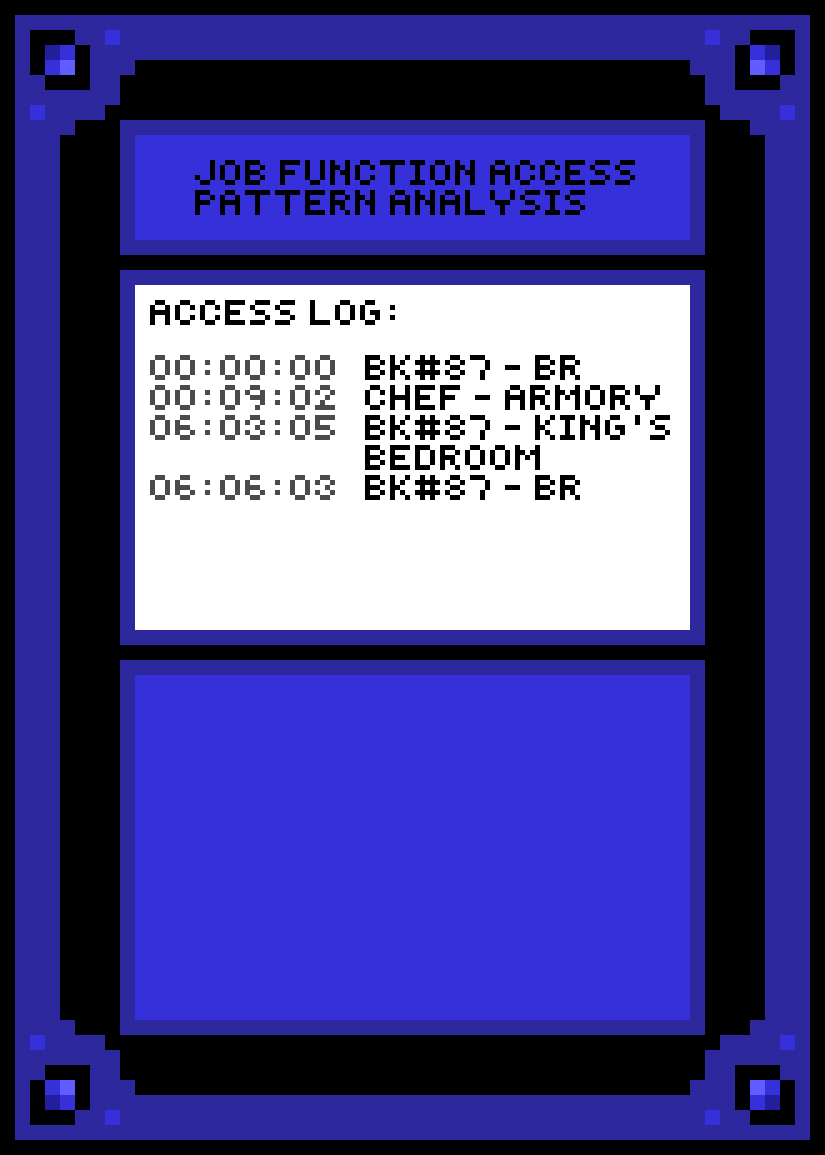 JOB FUNCTION ACCESS
PATTERN ANALYSIS
ACCESS LOG:
00:00:00 BK#87 - BR
00:09:02 CHEF - ARMORY
06:03:05 BK#87 - KING'S
BEDROOM
06:06:03 BK#87 - BR